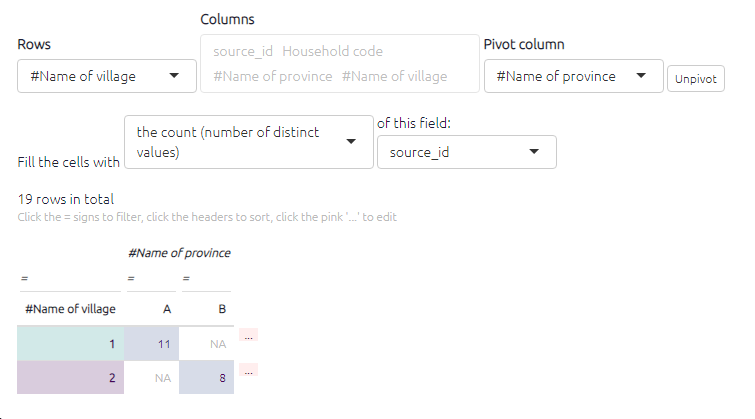 Columns
Rows
source_id Household code
Pivot column
#Name of village
#Name of province #Name of village
#Name of province
Unpivot
Fill the cells with
the count (number of distinct
values)
of this field:
source_id
19 rows in total
Click the = signs to filter, click the headers to sort, click the pink '...' to edit
#Name of province
= = =
#Name of village A B
1 11 NA ...
2 NA 8 ...